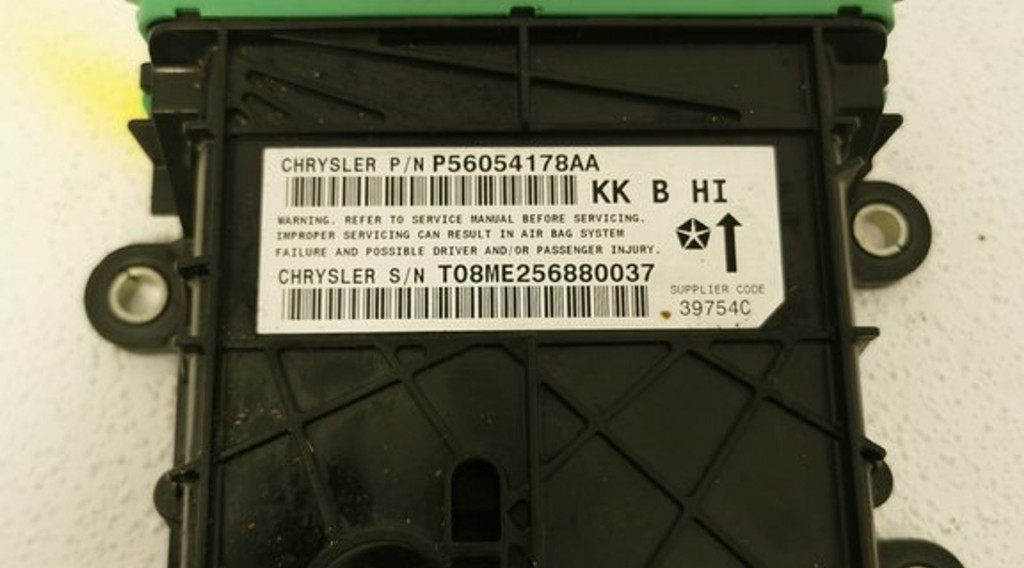 CHRYSLER P/N P56054178AA
KK B HI
WARNING. REFER TO SERVICE MANUAL BEFORE SERVICING.
IMPROPER SERVICING CAN RESULT IN AIR BAG SYSTEM
FAILURE AND POSSIBLE DRIVER AND/OR PASSENGER INJURY.
CHRYSLER S/N T08ME256880037
SUPPLIER CODE
39754C